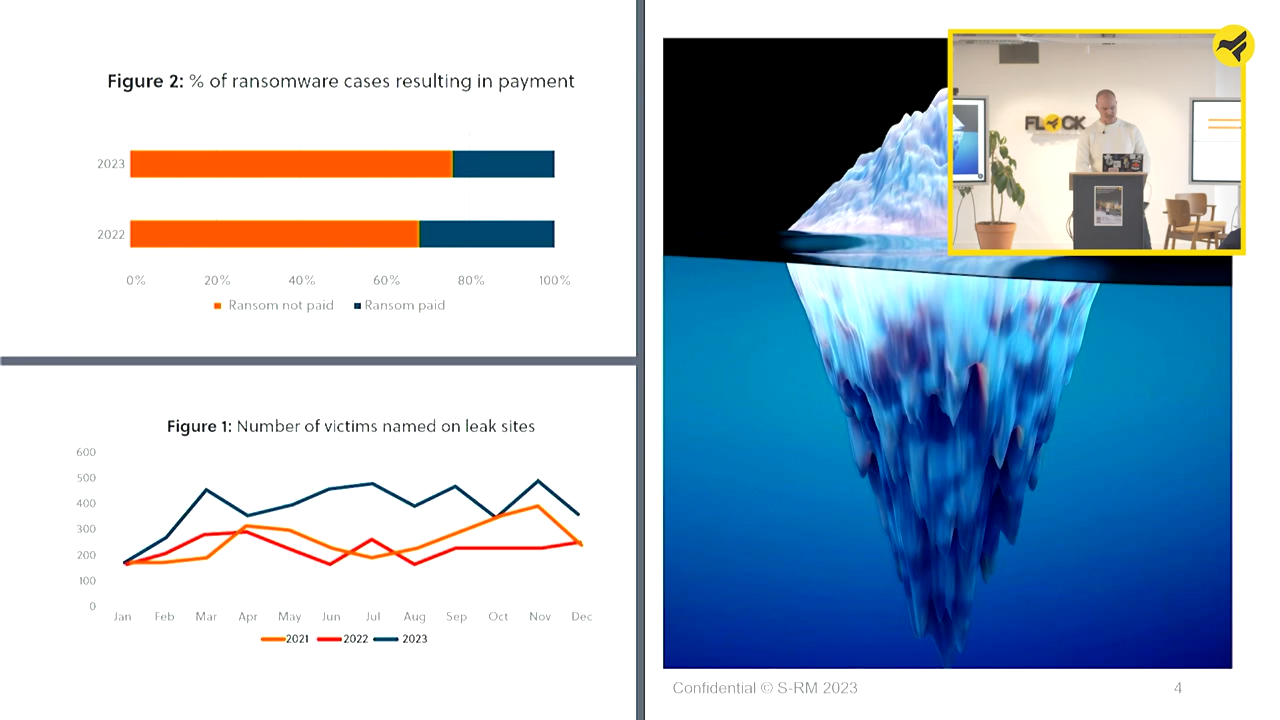 Figure 2: % of ransomware cases resulting in payment
2023
2022
0% 20% 40% 60% 80% 100%
Ransom not paid Ransom paid
Figure 1: Number of victims named on leak sites
600
500
400
300
200
100
0
Jan Feb Mar Apr May Jun Jul Aug Sep Oct Nov Dec
2021 2022 2023
FLOCK
Confidential © S-RM 2023
4